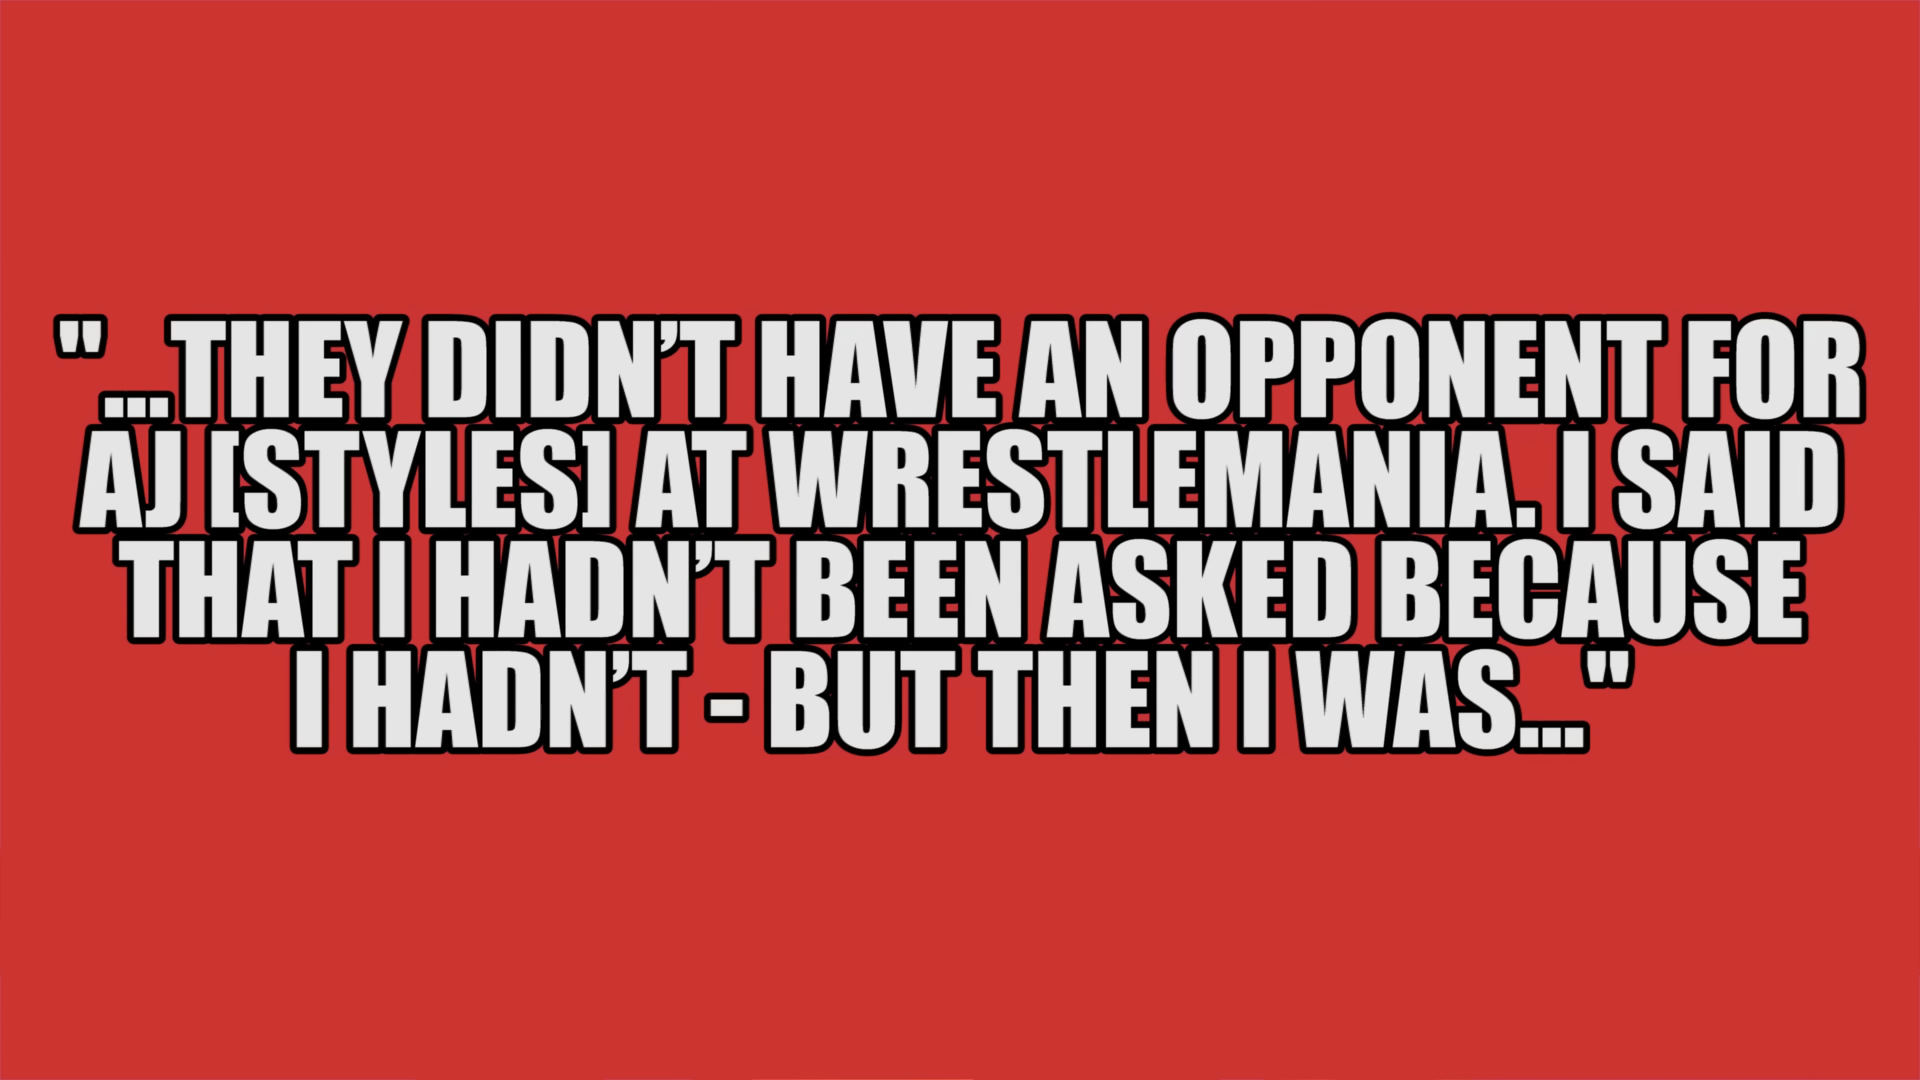 "...THEY DIDN’T HAVE AN OPPONENT FOR
AJ [STYLES] AT WRESTLEMANIA. I SAID
THAT I HADN’T BEEN ASKED BECAUSE
I HADN’T - BUT THEN I WAS..."